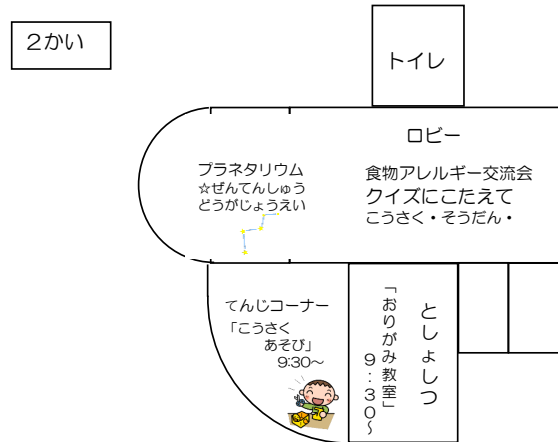 ２かい
トイレ
ロビー
プラネタリウム
☆ぜんてんしゅう
どうがじょうえい
食物アレルギー交流会
クイズにこたえて
こうさく・そうだん・
てんじコーナー
「こうさく
あそび」
9:30～
としょしつ
「おりがみ教室」
９：３０～